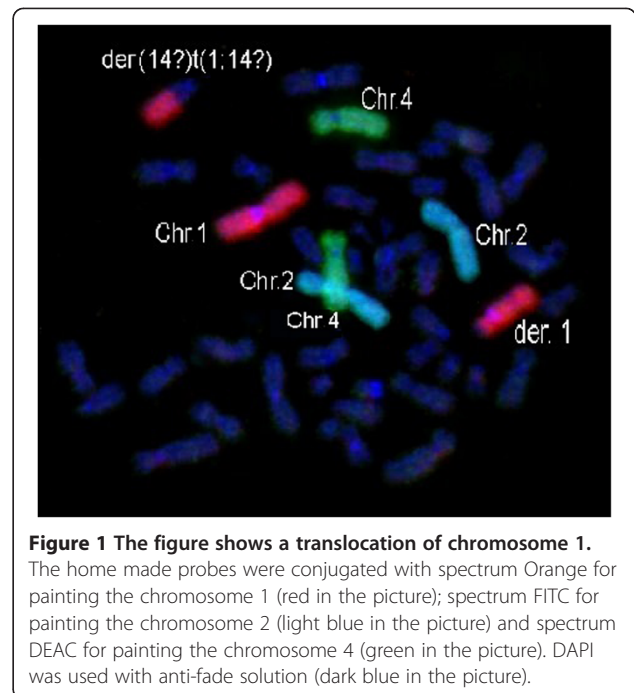 der(14?)t(1;14?)
Chr.4
Chr.1
Chr.2
Chr.2
Chr.4
der. 1
Figure 1 The figure shows a translocation of chromosome 1.
The home made probes were conjugated with spectrum Orange for
painting the chromosome 1 (red in the picture); spectrum FITC for
painting the chromosome 2 (light blue in the picture) and spectrum
DEAC for painting the chromosome 4 (green in the picture). DAPI
was used with anti-fade solution (dark blue in the picture).